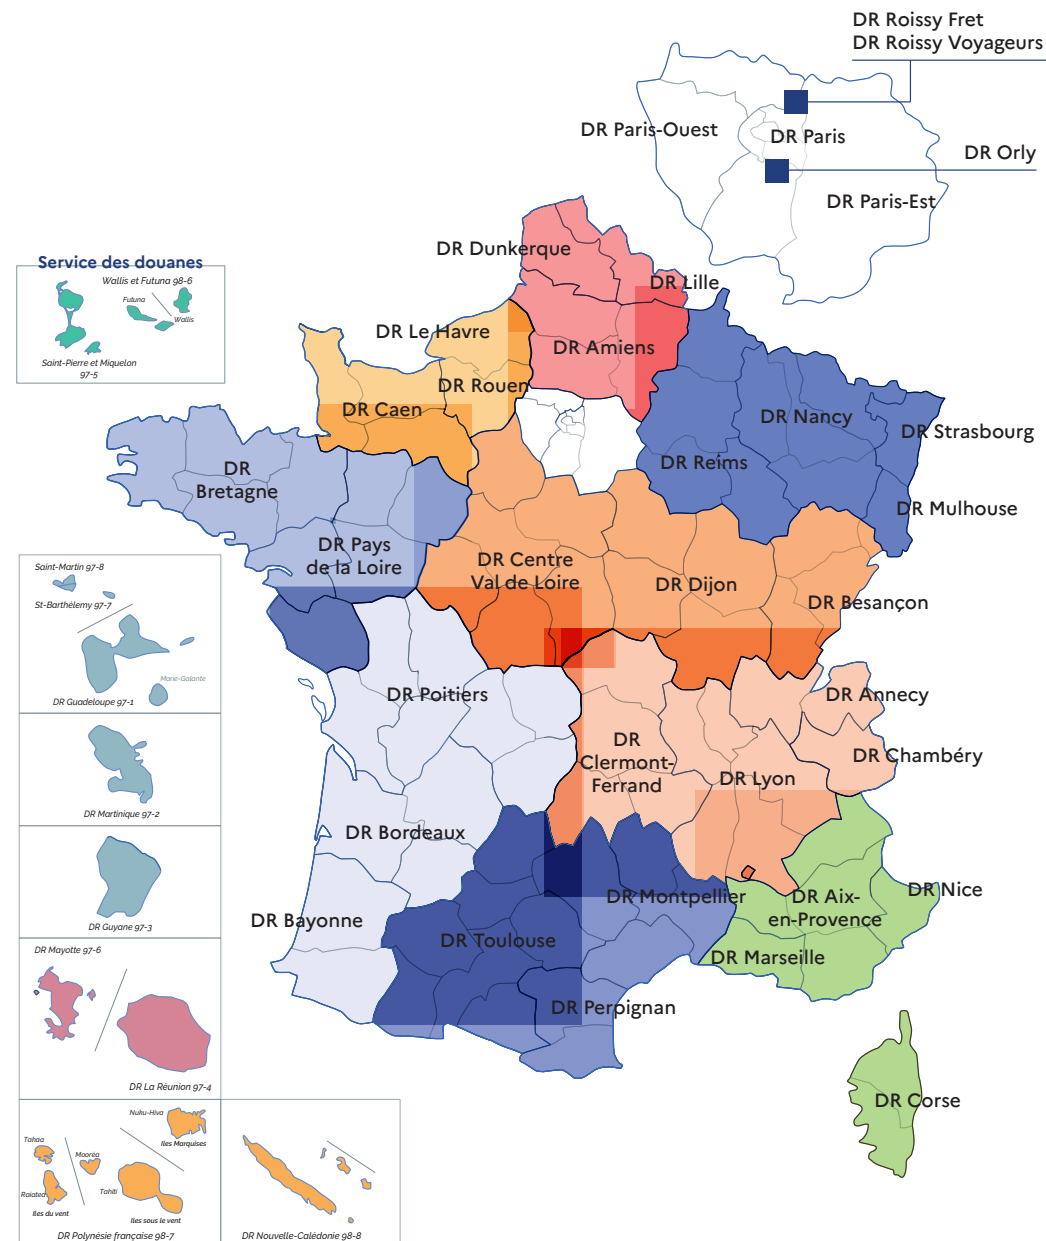 DR Roissy Fret
DR Roissy Voyageurs
DR Paris-Ouest
DR Paris
DR Orly
DR Paris-Est
DR Dunkerque
DR Lille
DR Le Havre
DR Amiens
DR Rouen
DR Caen
DR Nancy
DR Strasbourg
DR Reims
DR
Bretagne
DR Mulhouse
DR Pays
de la Loire
DR Centre
Val de Loire
DR Dijon
DR Besançon
DR Poitiers
DR Annecy
DR
Clermont-
Ferrand
DR Chambéry
DR Lyon
DR Bordeaux
DR Montpellier
DR Aix-
en-Provence
DR Nice
DR Bayonne
DR Toulouse
DR Marseille
DR Perpignan
DR Corse
Service des douanes
Wallis et Futuna 98-6
Futuna
Wallis
Saint-Pierre et Miquelon
97-5
Saint-Martin 97-8
St-Barthélemy 97-7
Marie-Galante
DR Guadeloupe 97-1
DR Martinique 97-2
DR Guyane 97-3
DR Mayotte 97-6
DR La Réunion 97-4
Nuku-Hiva
Iles Marquises
Tahaa
Mooréa
Raiatea
Tahiti
Iles du vent
Iles sous le vent
DR Polynésie française 98-7
DR Nouvelle-Calédonie 98-8